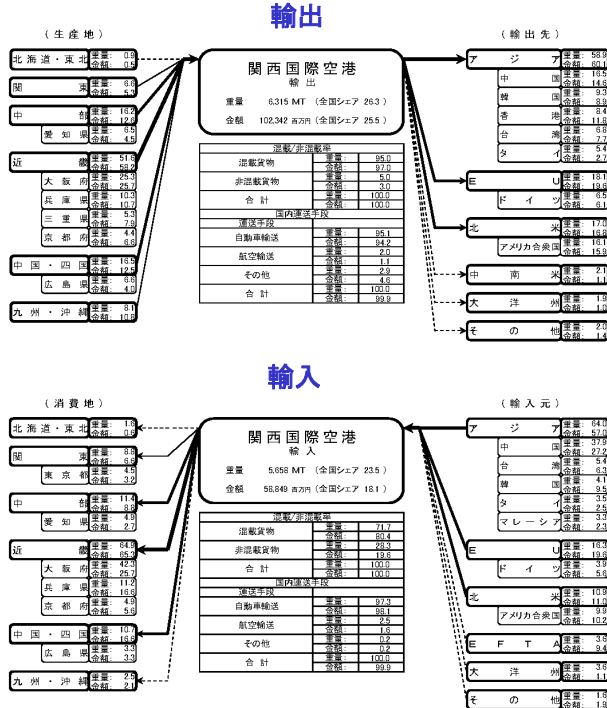 輸出
（生産地）
（輸出先）
北海道・東北 重量： 0.9
金額： 0.5
関東 重量： 6.6
金額： 5.3
中部 重量： 16.2
金額： 12.6
愛知県 重量： 6.5
金額： 4.5
近畿 重量： 51.6
金額： 58.2
大阪府 重量： 25.3
金額： 25.7
兵庫県 重量： 10.3
金額： 10.7
三重県 重量： 5.3
金額： 7.9
京都府 重量： 4.4
金額： 6.6
中国・四国 重量： 16.5
金額： 12.5
広島県 重量： 6.6
金額： 4.0
九州・沖縄 重量： 8.1
金額： 10.8
関西国際空港
輸出
重量 6,315 MT （全国シェア 26.3 ）
金額 102,342 百万円 （全国シェア 25.5 ）
混載/非混載率
混載貨物 重量： 95.0
金額： 97.0
非混載貨物 重量： 5.0
金額： 3.0
合計 重量： 100.0
金額： 100.0
国内運送手段
運送手段
自動車輸送 重量： 95.1
金額： 94.2
航空輸送 重量： 2.0
金額： 1.1
その他 重量： 2.9
金額： 4.6
合計 重量： 100.0
金額： 99.9
アジア 重量： 58.9
金額： 60.1
中国 重量： 16.5
金額： 14.6
韓国 重量： 9.3
金額： 8.9
香港 重量： 8.4
金額： 11.8
台湾 重量： 6.8
金額： 7.7
タイ 重量： 5.4
金額： 2.7
ＥＵ 重量： 18.1
金額： 19.6
ドイツ 重量： 6.5
金額： 6.1
北米 重量： 17.0
金額： 16.8
アメリカ合衆国 重量： 16.1
金額： 15.9
中南米 重量： 2.1
金額： 1.1
大洋州 重量： 1.9
金額： 1.0
その他 重量： 2.0
金額： 1.4
輸入
（消費地）
（輸入元）
北海道・東北 重量： 1.6
金額： 0.6
関東 重量： 8.8
金額： 6.6
東京都 重量： 4.5
金額： 3.2
中部 重量： 11.4
金額： 8.8
愛知県 重量： 4.9
金額： 2.7
近畿 重量： 64.9
金額： 65.3
大阪府 重量： 42.3
金額： 25.7
兵庫県 重量： 11.2
金額： 16.6
京都府 重量： 4.9
金額： 5.6
中国・四国 重量： 10.7
金額： 16.6
広島県 重量： 3.3
金額： 3.3
九州・沖縄 重量： 2.5
金額： 2.1
関西国際空港
輸入
重量 5,658 MT （全国シェア 23.5 ）
金額 58,849 百万円 （全国シェア 18.1 ）
混載/非混載率
混載貨物 重量： 71.7
金額： 80.4
非混載貨物 重量： 28.3
金額： 19.6
合計 重量： 100.0
金額： 100.0
国内運送手段
運送手段
自動車輸送 重量： 97.3
金額： 98.1
航空輸送 重量： 2.5
金額： 1.6
その他 重量： 0.2
金額： 0.2
合計 重量： 100.0
金額： 99.9
アジア 重量： 64.0
金額： 57.0
中国 重量： 37.9
金額： 27.2
台湾 重量： 5.4
金額： 6.3
韓国 重量： 4.1
金額： 9.5
タイ 重量： 3.5
金額： 2.5
マレーシア 重量： 3.3
金額： 2.3
ＥＵ 重量： 16.3
金額： 19.6
ドイツ 重量： 3.9
金額： 5.6
北米 重量： 10.9
金額： 11.0
アメリカ合衆国 重量： 9.9
金額： 10.2
ＥＦＴＡ 重量： 3.6
金額： 9.4
大洋州 重量： 3.6
金額： 1.1
その他 重量： 1.6
金額： 1.9